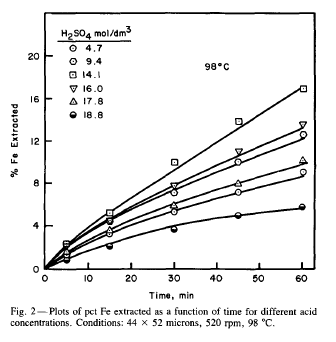 H₂SO₄ mol/dm³
4.7
9.4
14.1
16.0
17.8
18.8
98°C
20
16
12
8
4
0
% Fe Extracted
0 10 20 30 40 50 60
Time, min
Fig. 2—Plots of pct Fe extracted as a function of time for different acid
concentrations. Conditions: 44 × 52 microns, 520 rpm, 98 °C.